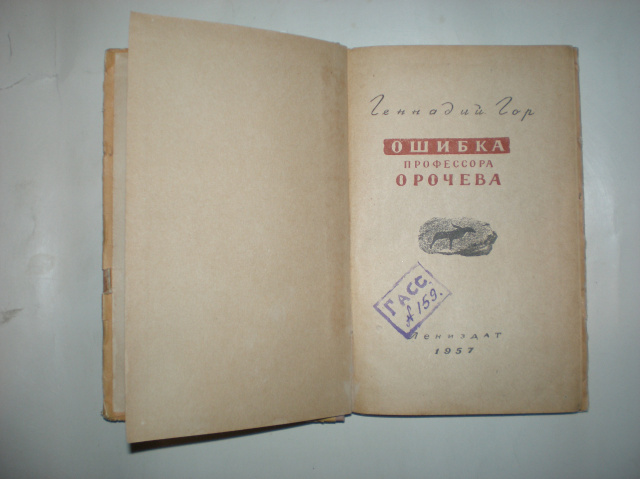 Геннадий Гор
ОШИБКА
ПРОФЕССОРА
ОРОЧЕВА
ГАСС.
№ 159.
Лениздат
1957